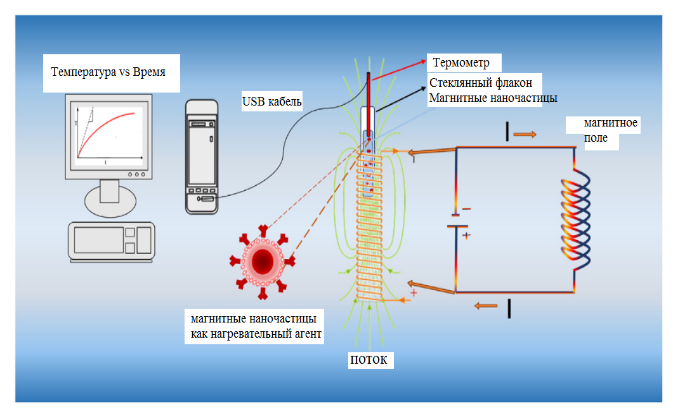 Температура vs Время
USB кабель
Термометр
Стеклянный флакон
Магнитные наночастицы
I
магнитное
поле
I
магнитные наночастицы
как нагревательный агент
поток